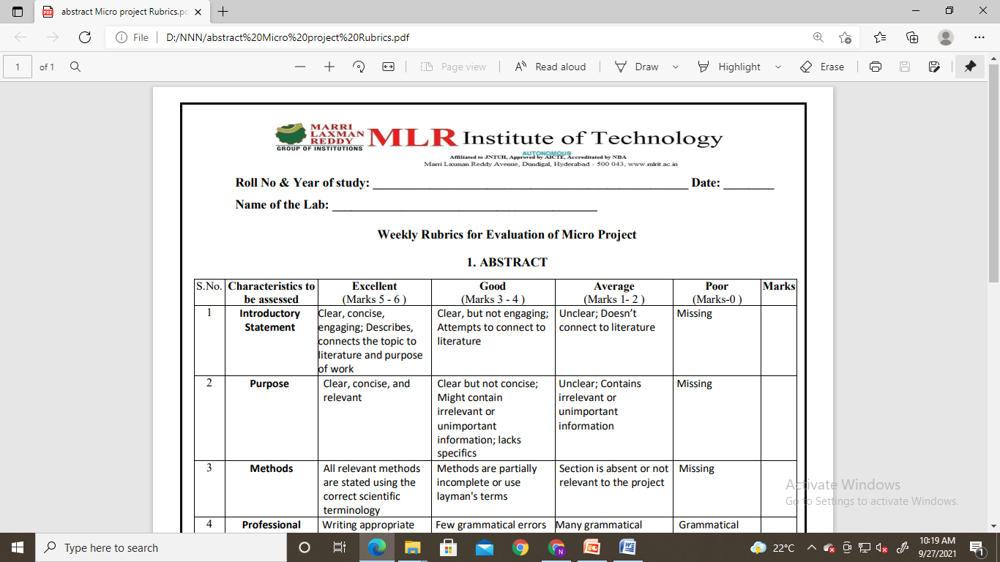 abstract Micro project Rubrics.pd
File
D:/NNN/abstract%20Micro%20project%20Rubrics.pdf
1 of 1
Page view
Read aloud
Draw
Highlight
Erase
MARRI
LAXMAN
REDDY
GROUP OF INSTITUTIONS
MLR Institute of Technology
AUTONOMOUS
Affiliated to JNTUH, Approved by AICTE, Accreditated by NBA
Marri Laxman Reddy Avenue, Dundigal, Hyderabad - 500 043, www.mlrit.ac.in
Roll No & Year of study: Date:
Name of the Lab:
Weekly Rubrics for Evaluation of Micro Project
1. ABSTRACT
S.No.
Characteristics to
be assessed
Excellent
(Marks 5 - 6 )
Good
(Marks 3 - 4 )
Average
(Marks 1- 2 )
Poor
(Marks-0 )
Marks
1
Introductory
Statement
Clear, concise,
engaging; Describes,
connects the topic to
literature and purpose
of work
Clear, but not engaging;
Attempts to connect to
literature
Unclear; Doesn’t
connect to literature
Missing
2
Purpose
Clear, concise, and
relevant
Clear but not concise;
Might contain
irrelevant or
unimportant
information; lacks
specifics
Unclear; Contains
irrelevant or
unimportant
information
Missing
3
Methods
All relevant methods
are stated using the
correct scientific
terminology
Methods are partially
incomplete or use
layman's terms
Section is absent or not
relevant to the project
Missing
4
Professional
Writing appropriate
Few grammatical errors
Many grammatical
Grammatical
Activate Windows
Go to Settings to activate Windows.
Type here to search
22°C
10:19 AM
9/27/2021
1